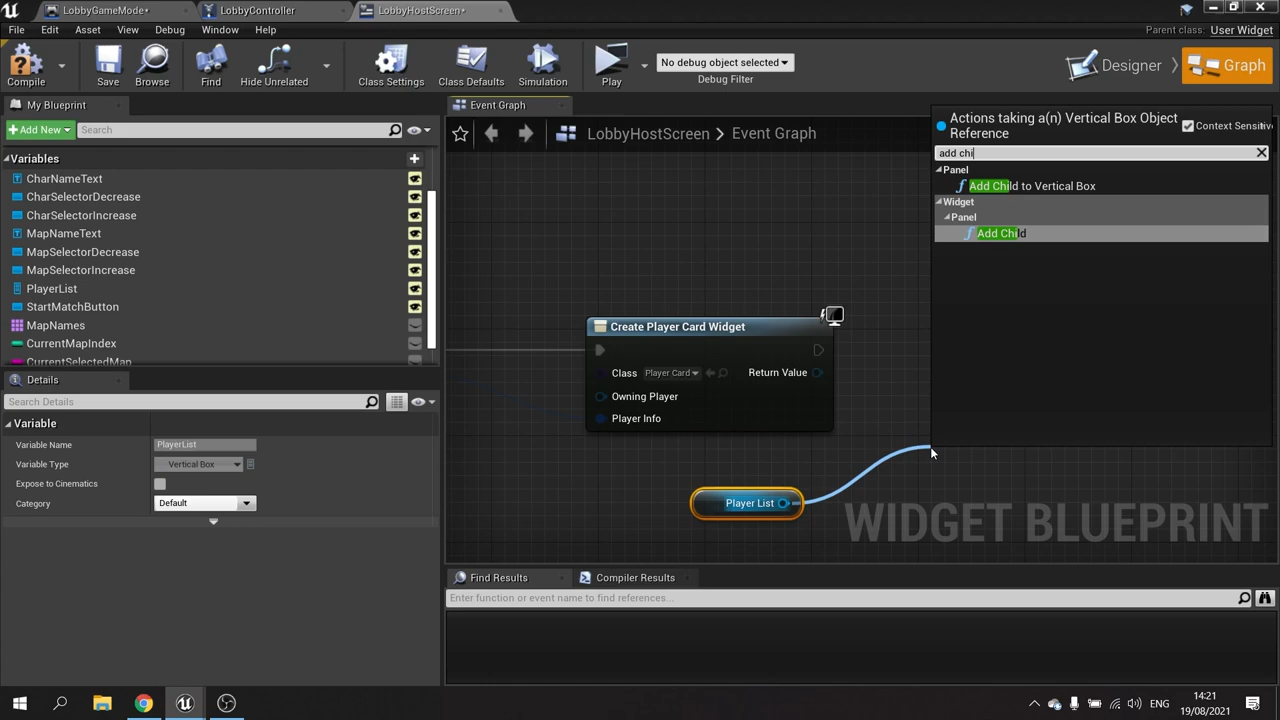 LobbyGameMode*
LobbyController
LobbyHostScreen*
File Edit Asset View Debug Window Help
Parent class: User Widget
Compile Save Browse Find Hide Unrelated Class Settings Class Defaults Simulation Play
No debug object selected
Debug Filter
Designer Graph
My Blueprint
Event Graph
Add New
Search
LobbyHostScreen > Event Graph
Variables
CharNameText
CharSelectorDecrease
CharSelectorIncrease
MapNameText
MapSelectorDecrease
MapSelectorIncrease
PlayerList
StartMatchButton
MapNames
CurrentMapIndex
CurrentSelectedMap
Details
Search Details
Variable
Variable Name PlayerList
Variable Type Vertical Box
Expose to Cinematics
Category Default
Create Player Card Widget
Class Player Card
Return Value
Owning Player
Player Info
Player List
Actions taking a(n) Vertical Box Object
Reference
Context Sensitiv
add chi
Panel
Add Child to Vertical Box
Widget
Panel
Add Child
WIDGET BLUEPRINT
Find Results
Compiler Results
Enter function or event name to find references...
ENG
14:21
19/08/2021